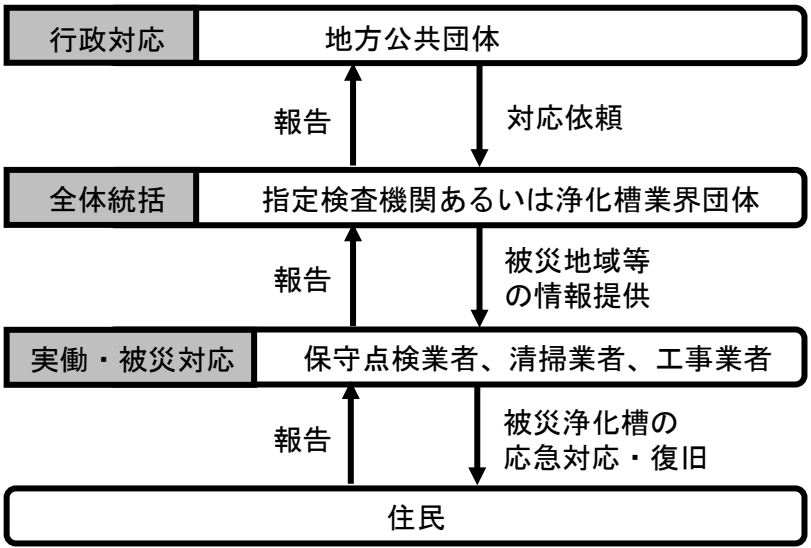 行政対応 地方公共団体
報告 対応依頼
全体統括 指定検査機関あるいは浄化槽業界団体
報告 被災地域等
の情報提供
実働・被災対応 保守点検業者、清掃業者、工事業者
報告 被災浄化槽の
応急対応・復旧
住民